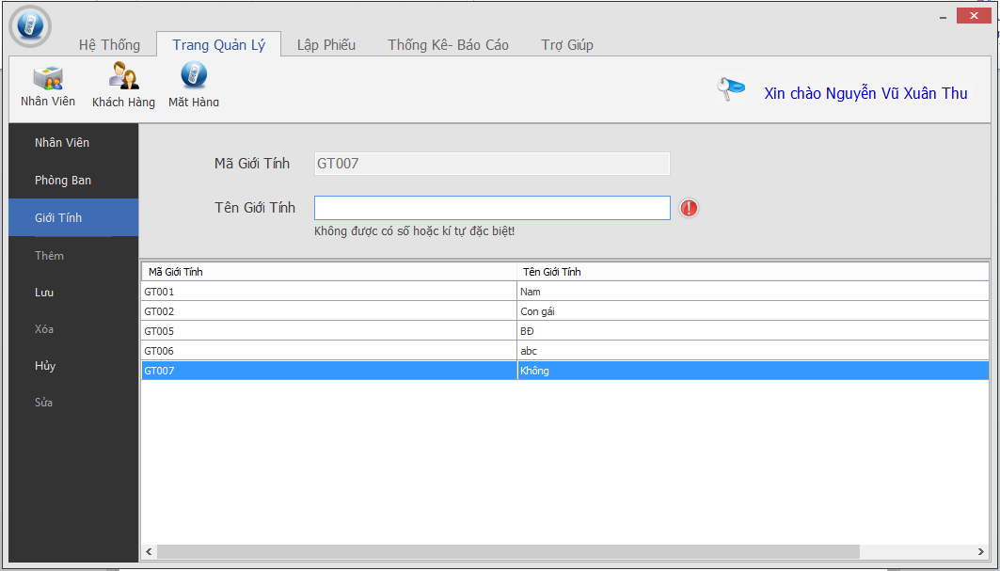 Hệ Thống Trang Quản Lý Lập Phiếu Thống Kê- Báo Cáo Trợ Giúp
Nhân Viên Khách Hàng Mặt Hàng
Xin chào Nguyễn Vũ Xuân Thu
Nhân Viên
Phòng Ban
Giới Tính
Thêm
Lưu
Xóa
Hủy
Sửa
Mã Giới Tính GT007
Tên Giới Tính
Không được có số hoặc kí tự đặc biệt!
Mã Giới Tính Tên Giới Tính
GT001 Nam
GT002 Con gái
GT005 BĐ
GT006 abc
GT007 Không